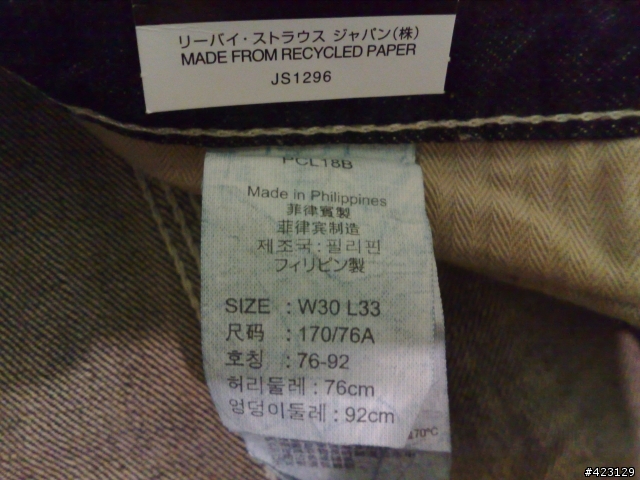 リーバイ・ストラウス ジャパン(株)
MADE FROM RECYCLED PAPER
JS1296
PCL18B
Made in Philippines
菲律賓製
菲律宾制造
제조국 : 필리핀
フィリピン製
SIZE : W30 L33
尺码 : 170/76A
호칭 : 76-92
허리둘레 : 76cm
엉덩이둘레 : 92cm
70°C
#423129